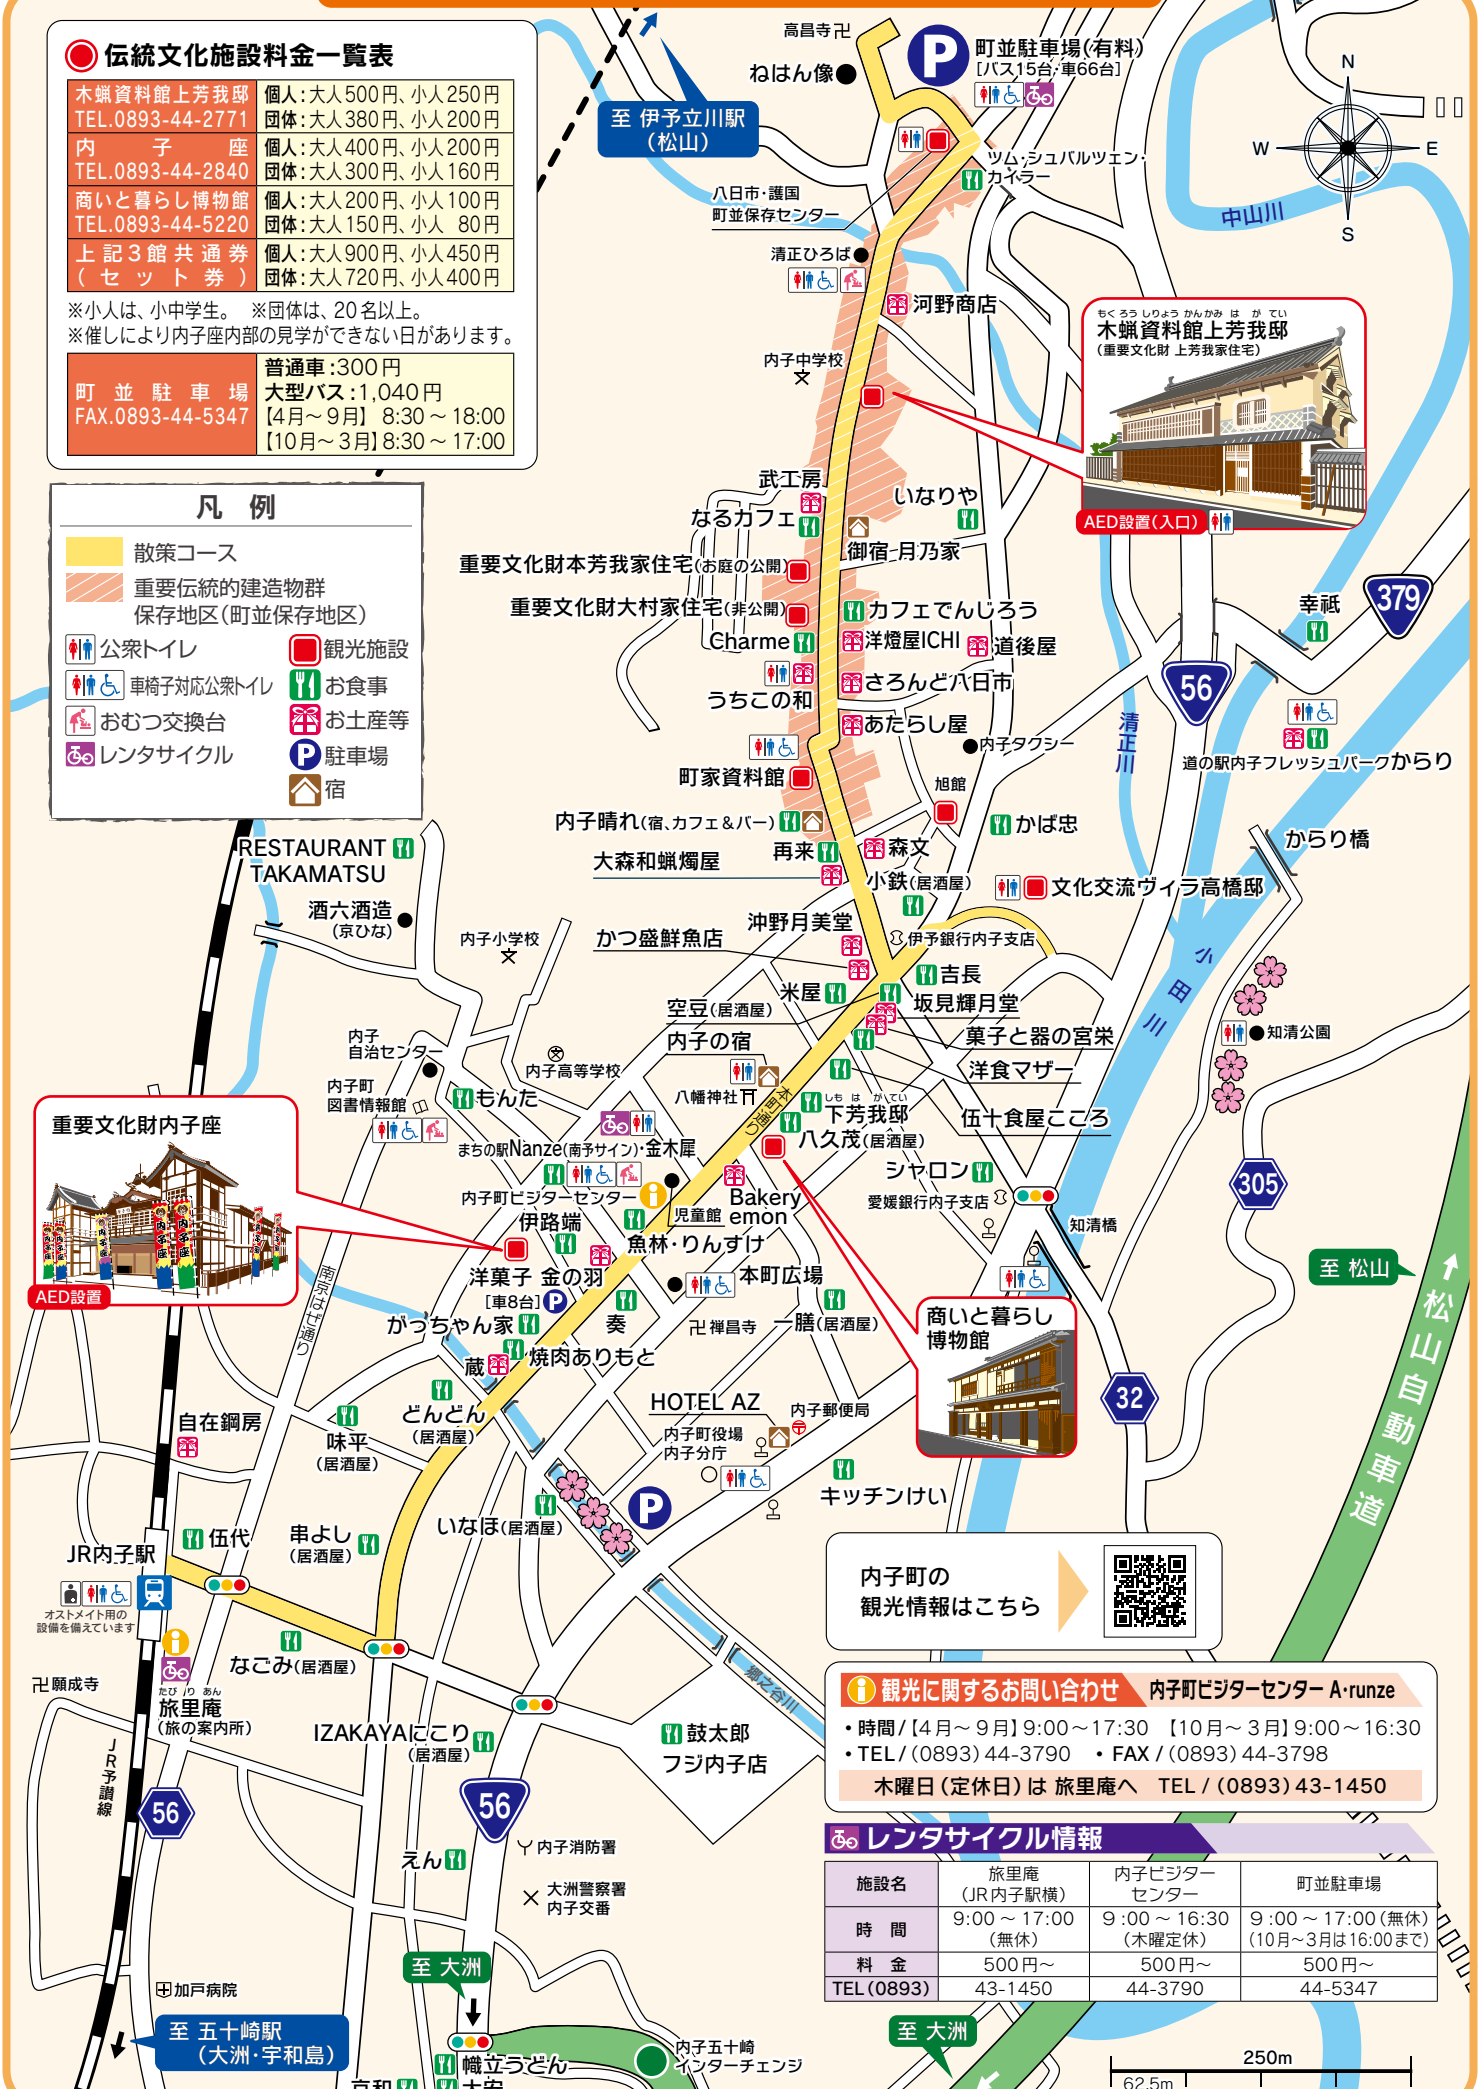 伝統文化施設料金一覧表
木蝋資料館上芳我邸
TEL.0893-44-2771
個人:大人500円、小人250円
団体:大人380円、小人200円
内子座
TEL.0893-44-2840
個人:大人400円、小人200円
団体:大人300円、小人160円
商いと暮らし博物館
TEL.0893-44-5220
個人:大人200円、小人100円
団体:大人150円、小人 80円
上記3館共通券
(セット券)
個人:大人900円、小人450円
団体:大人720円、小人400円
※小人は、小中学生。 ※団体は、20名以上。
※催しにより内子座内部の見学ができない日があります。
町並駐車場
FAX.0893-44-5347
普通車:300円
大型バス:1,040円
【4月〜9月】 8:30〜18:00
【10月〜3月】8:30〜17:00
凡例
散策コース
重要伝統的建造物群
保存地区(町並保存地区)
公衆トイレ
観光施設
車椅子対応公衆トイレ
お食事
おむつ交換台
お土産等
レンタサイクル
P 駐車場
宿
高昌寺
ねはん像
P
町並駐車場(有料)
[バス15台・車66台]
至 伊予立川駅
(松山)
N
W
E
S
ツム・シュバルツェン・
カイラー
八日市・護国
町並保存センター
中山川
清正ひろば
河野商店
内子中学校
もくろうしりょうかんかみはがてい
木蝋資料館上芳我邸
(重要文化財 上芳我家住宅)
AED設置(入口)
武工房
なるカフェ
いなりや
御宿 月乃家
重要文化財本芳我家住宅(お庭の公開)
重要文化財大村家住宅(非公開)
カフェでんじろう
Charme
洋燈屋ICHI
道後屋
うちこの和
さろんど八日市
あたらし屋
内子タクシー
町家資料館
旭館
幸祇
379
56
清正川
道の駅内子フレッシュパークからり
内子晴れ(宿、カフェ&バー)
かば忠
再来
森文
大森和蝋燭屋
小鉄(居酒屋)
文化交流ヴィラ高橋邸
からり橋
RESTAURANT
TAKAMATSU
酒六酒造
(京ひな)
内子小学校
沖野月美堂
かつ盛鮮魚店
伊予銀行内子支店
吉長
米屋
空豆(居酒屋)
坂見輝月堂
小田川
知清公園
内子
自治センター
内子の宿
菓子と器の宮栄
内子高等学校
洋食マザー
内子町
図書情報館
もんた
八幡神社
本町通り
しもはがてい
下芳我邸
伍十食屋こころ
八久茂(居酒屋)
まちの駅Nanze(南予サイン)・金木犀
シャロン
重要文化財内子座
内子座
内子座
内子座
内子座
AED設置
内子町ビジターセンター
児童館
Bakery
emon
愛媛銀行内子支店
知清橋
305
伊路端
魚林・りんすけ
至 松山
洋菓子 金の羽
[車8台]
P
本町広場
南京はぜ通り
がっちゃん家
奏
禅昌寺
一膳(居酒屋)
商いと暮らし
博物館
松山自動車道
蔵
焼肉ありもと
32
どんどん
(居酒屋)
HOTEL AZ
内子郵便局
内子町役場
内子分庁
自在鋼房
味平
(居酒屋)
キッチンけい
いなほ(居酒屋)
P
伍代
串よし
(居酒屋)
JR内子駅
オストメイト用の
設備を備えています
内子町の
観光情報はこちら
なごみ(居酒屋)
願成寺
たびりあん
旅里庵
(旅の案内所)
IZAKAYAにこり
(居酒屋)
郷之谷川
鼓太郎
フジ内子店
JR予讃線
56
56
観光に関するお問い合わせ
内子町ビジターセンター A・runze
・時間/【4月〜9月】9:00〜17:30 【10月〜3月】9:00〜16:30
・TEL/(0893)44-3790 ・FAX/(0893)44-3798
木曜日(定休日)は 旅里庵へ TEL/(0893)43-1450
内子消防署
えん
大洲警察署
内子交番
レンタサイクル情報
施設名
旅里庵
(JR内子駅横)
内子ビジター
センター
町並駐車場
時間
9:00〜17:00
(無休)
9:00〜16:30
(木曜定休)
9:00〜17:00(無休)
(10月〜3月は16:00まで)
料金
500円〜
500円〜
500円〜
TEL(0893)
43-1450
44-3790
44-5347
至 大洲
加戸病院
至 五十崎駅
(大洲・宇和島)
幟立うどん
内子五十崎
インターチェンジ
至 大洲
250m
62.5m